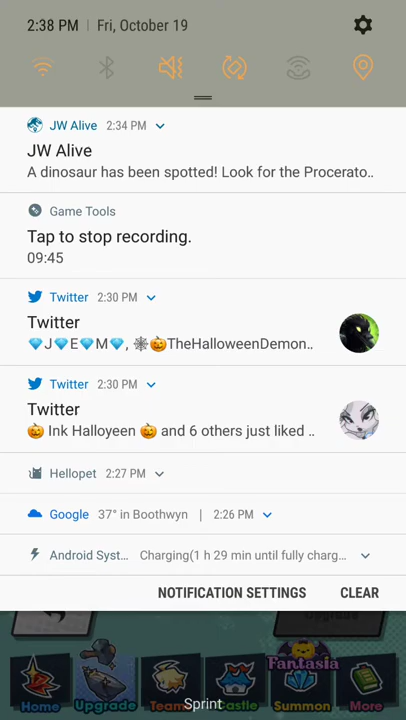 2:38 PM | Fri, October 19
JW Alive 2:34 PM
JW Alive
A dinosaur has been spotted! Look for the Procerato..
Game Tools
Tap to stop recording.
09:45
Twitter 2:30 PM
Twitter
💎J💎E💎M💎, 🕸🎃TheHalloweenDemon..
Twitter 2:30 PM
Twitter
🎃 Ink Halloyeen 🎃 and 6 others just liked ..
Hellopet 2:27 PM
Google 37° in Boothwyn | 2:26 PM
Android Syst... Charging(1 h 29 min until fully charg...
NOTIFICATION SETTINGS CLEAR
Upgrade
Fantasia
Home Upgrade Team Castle Summon More
Sprint